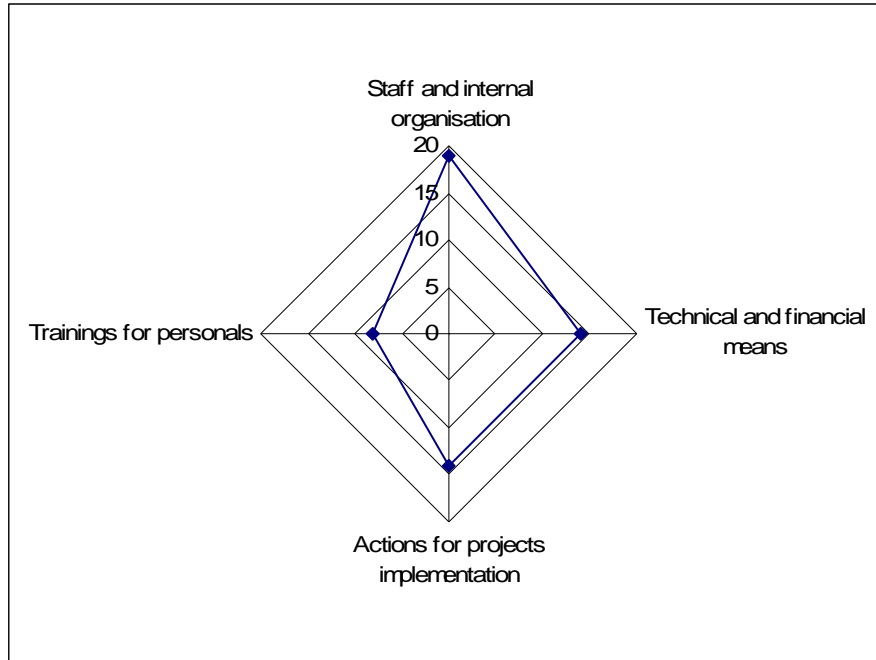 Staff and internal
organisation
20
15
10
5
0
Trainings for personals
Technical and financial
means
Actions for projects
implementation